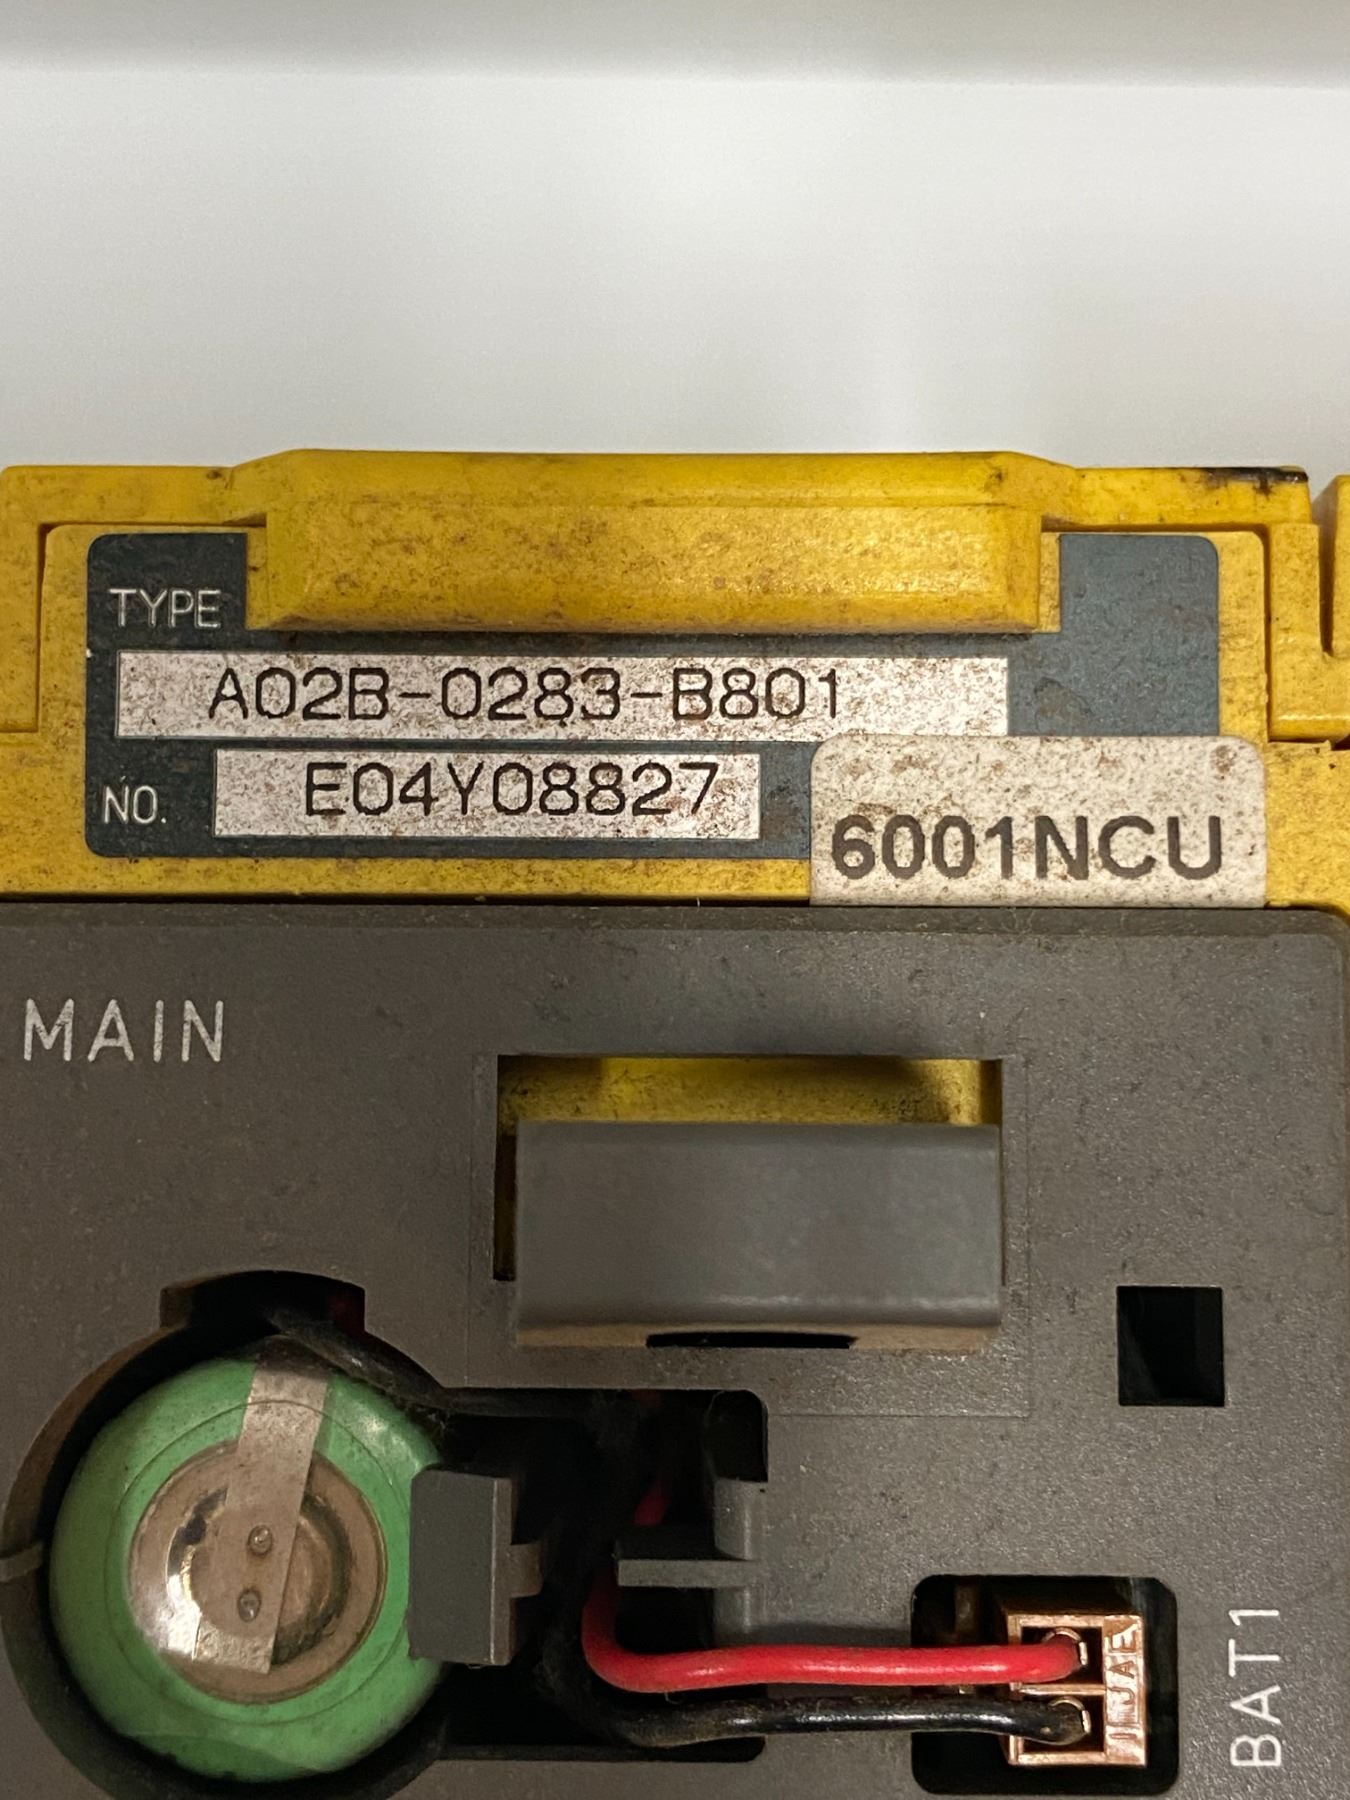 TYPE
A02B-0283-B801
NO. E04Y08827
6001NCU
MAIN
JAE
BAT1